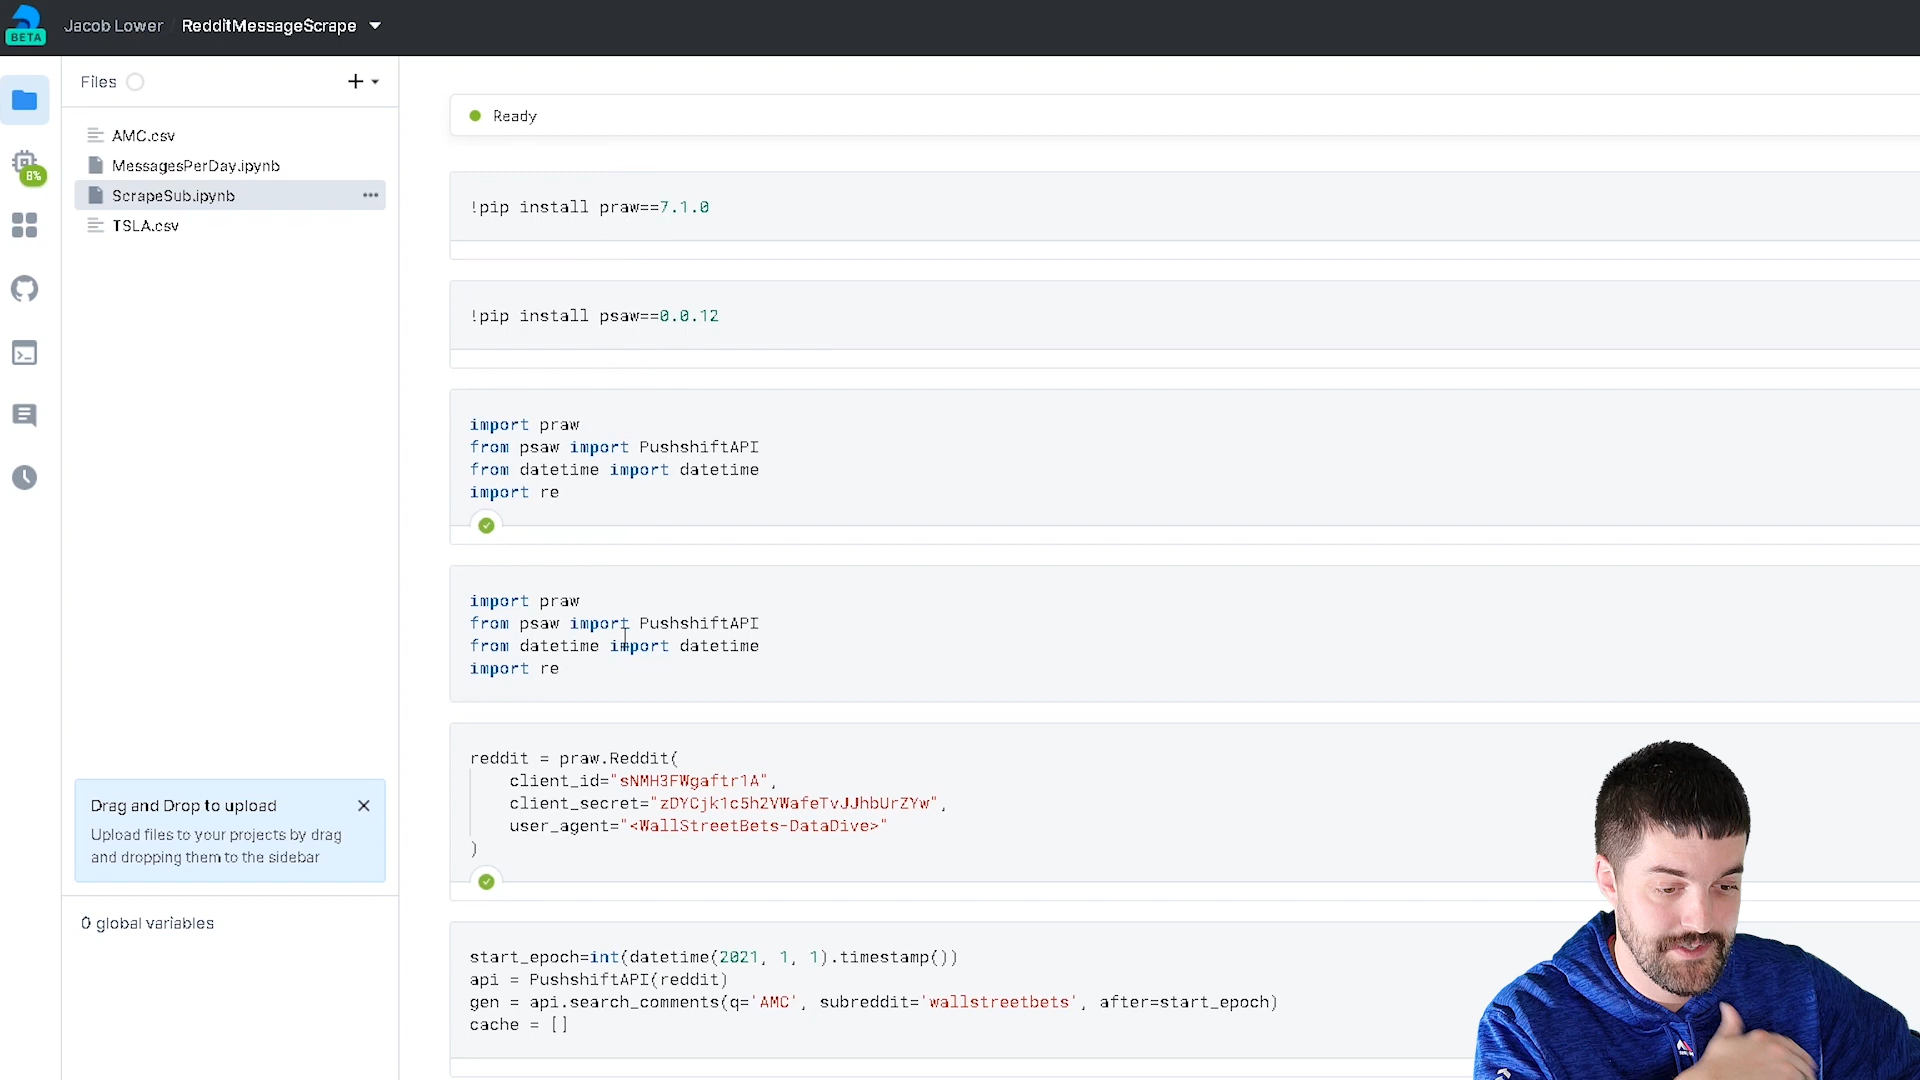 BETA
Jacob Lower / RedditMessageScrape
Files
AMC.csv
MessagesPerDay.ipynb
8%
ScrapeSub.ipynb
TSLA.csv
Drag and Drop to upload
Upload files to your projects by drag
and dropping them to the sidebar
0 global variables
Ready
!pip install praw==7.1.0
!pip install psaw==0.0.12
import praw
from psaw import PushshiftAPI
from datetime import datetime
import re
import praw
from psaw import PushshiftAPI
from datetime import datetime
import re
reddit = praw.Reddit(
client_id="sNMH3FWgaftr1A",
client_secret="zDYCjk1c5h2VWafeTvJJhbUrZYw",
user_agent="<WallStreetBets-DataDive>"
)
start_epoch=int(datetime(2021, 1, 1).timestamp())
api = PushshiftAPI(reddit)
gen = api.search_comments(q='AMC', subreddit='wallstreetbets', after=start_epoch)
cache = []